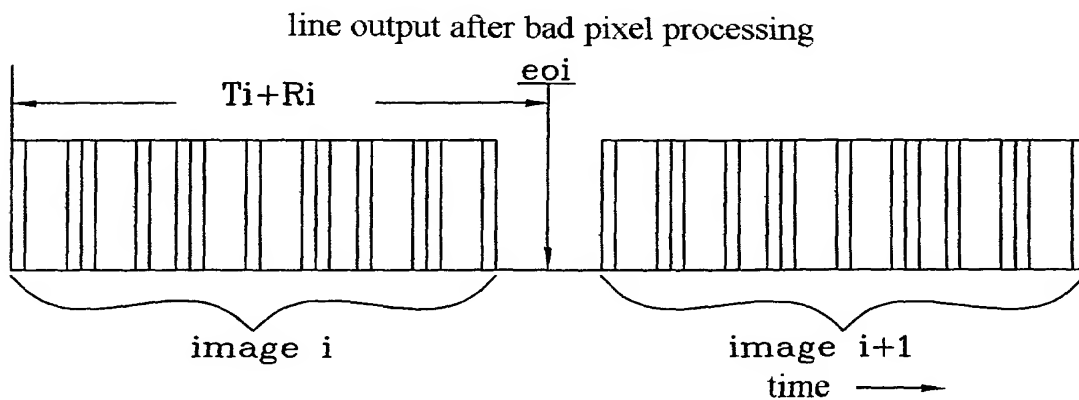 line output after bad pixel processing
eoi
Ti+Ri
image i
image i+1
time